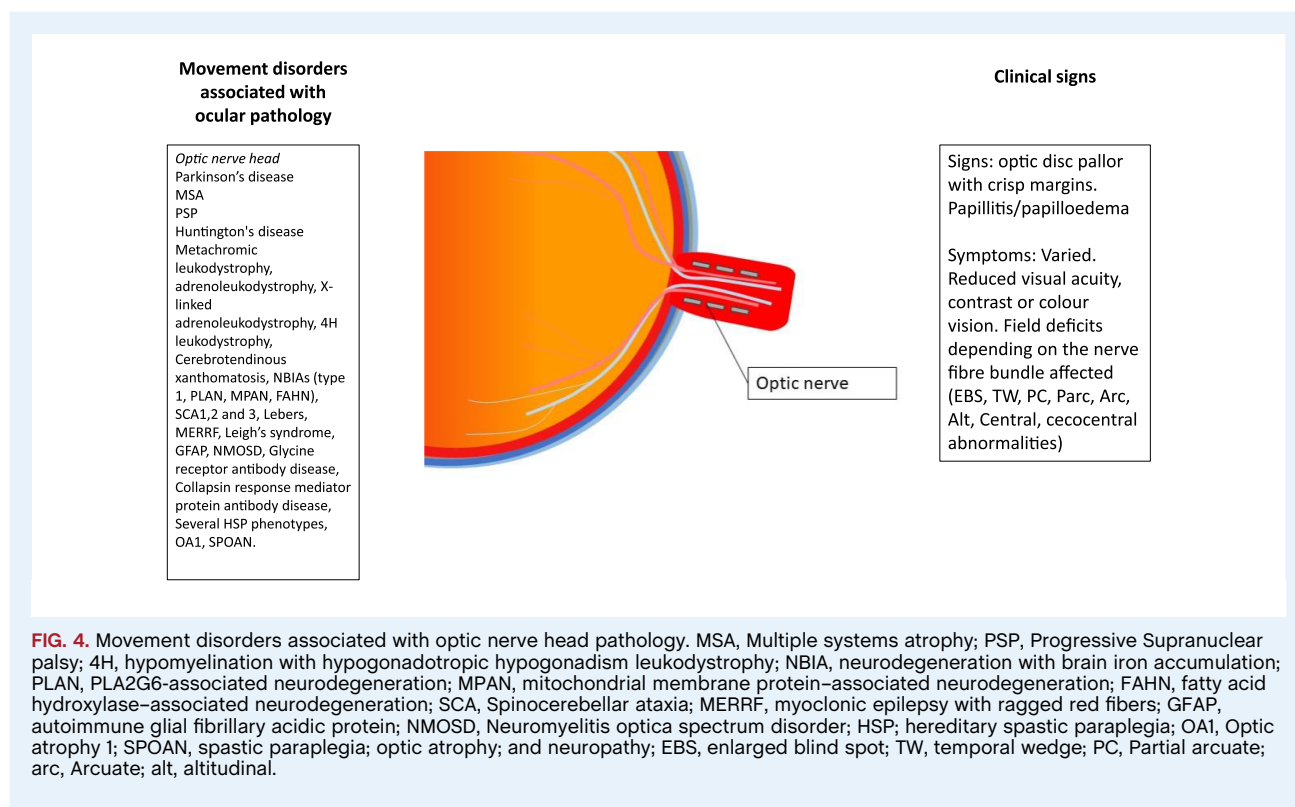 Movement disorders
associated with
ocular pathology
Optic nerve head
Parkinson's disease
MSA
PSP
Huntington's disease
Metachromic
leukodystrophy,
adrenoleukodystrophy, X-
linked
adrenoleukodystrophy, 4H
leukodystrophy,
Cerebrotendinous
xanthomatosis, NBIAs (type
1, PLAN, MPAN, FAHN),
SCA1,2 and 3, Lebers,
MERRF, Leigh's syndrome,
GFAP, NMOSD, Glycine
receptor antibody disease,
Collapsin response mediator
protein antibody disease,
Several HSP phenotypes,
OA1, SPOAN.
Optic nerve
Clinical signs
Signs: optic disc pallor
with crisp margins.
Papillitis/papilloedema
Symptoms: Varied.
Reduced visual acuity,
contrast or colour
vision. Field deficits
depending on the nerve
fibre bundle affected
(EBS, TW, PC, Parc, Arc,
Alt, Central, cecocentral
abnormalities)
FIG. 4. Movement disorders associated with optic nerve head pathology. MSA, Multiple systems atrophy; PSP, Progressive Supranuclear
palsy; 4H, hypomyelination with hypogonadotropic hypogonadism leukodystrophy; NBIA, neurodegeneration with brain iron accumulation;
PLAN, PLA2G6-associated neurodegeneration; MPAN, mitochondrial membrane protein–associated neurodegeneration; FAHN, fatty acid
hydroxylase–associated neurodegeneration; SCA, Spinocerebellar ataxia; MERRF, myoclonic epilepsy with ragged red fibers; GFAP,
autoimmune glial fibrillary acidic protein; NMOSD, Neuromyelitis optica spectrum disorder; HSP; hereditary spastic paraplegia; OA1, Optic
atrophy 1; SPOAN, spastic paraplegia; optic atrophy; and neuropathy; EBS, enlarged blind spot; TW, temporal wedge; PC, Partial arcuate;
arc, Arcuate; alt, altitudinal.